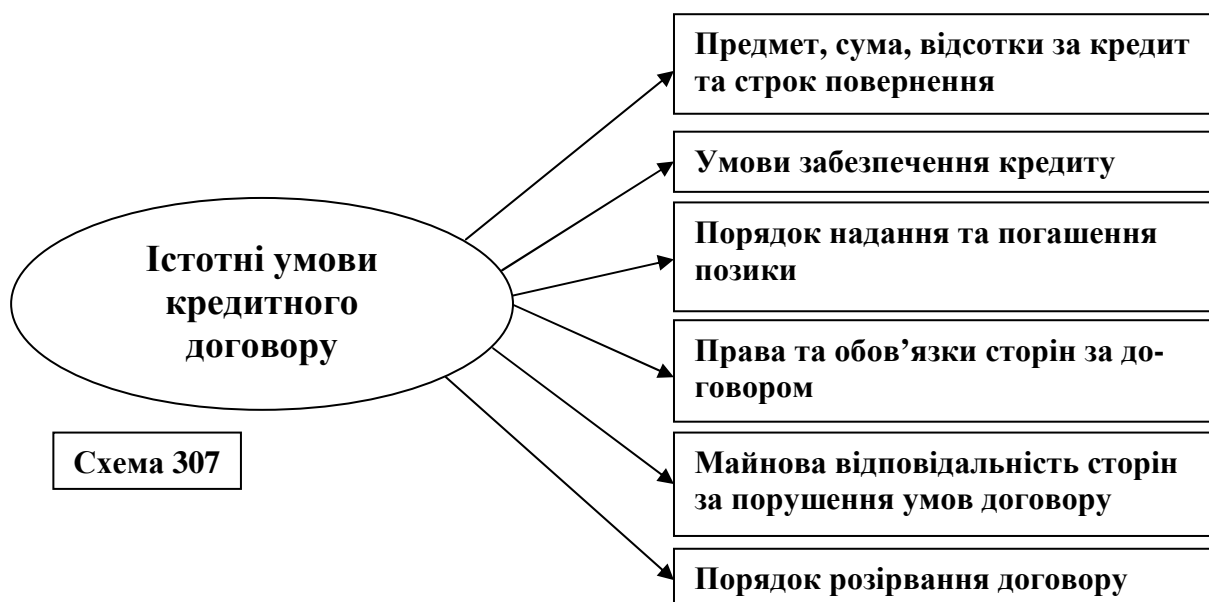 Предмет, сума, відсотки за кредит
та строк повернення
Умови забезпечення кредиту
Порядок надання та погашення
позики
Права та обов’язки сторін за до-
говором
Майнова відповідальність сторін
за порушення умов договору
Порядок розірвання договору
Істотні умови
кредитного
договору
Схема 307